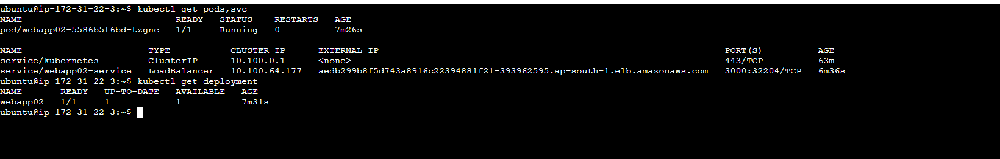 ubuntu@ip-172-31-22-3:~$ kubectl get pods,svc
NAME                            READY   STATUS    RESTARTS   AGE
pod/webapp02-5586b5f6bd-tzgnc   1/1     Running   0          7m26s

NAME                       TYPE           CLUSTER-IP      EXTERNAL-IP                                                               PORT(S)          AGE
service/kubernetes         ClusterIP      10.100.0.1      <none>                                                                    443/TCP          63m
service/webapp02-service   LoadBalancer   10.100.64.177   aedb299b8f5d743a8916c22394881f21-393962595.ap-south-1.elb.amazonaws.com   3000:32204/TCP   6m36s
ubuntu@ip-172-31-22-3:~$ kubectl get deployment
NAME       READY   UP-TO-DATE   AVAILABLE   AGE
webapp02   1/1     1            1           7m31s
ubuntu@ip-172-31-22-3:~$